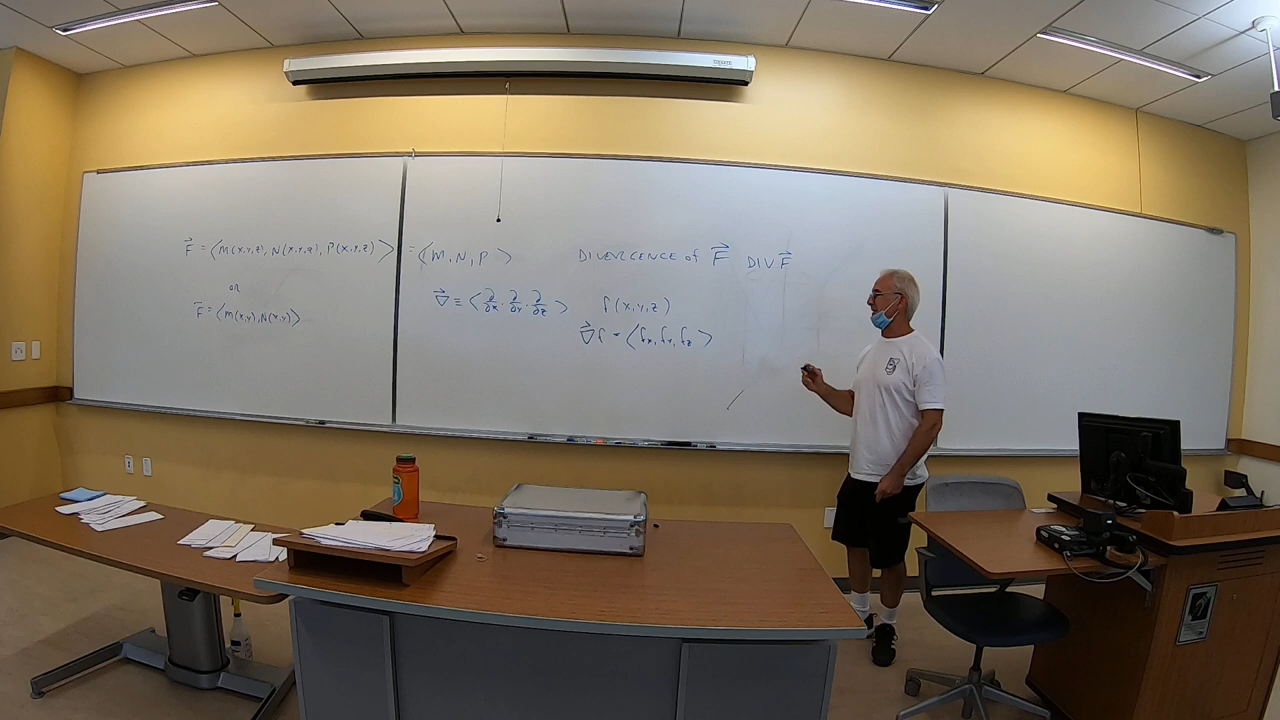 F⃗ = ⟨M(x,y,z), N(x,y,z), P(x,y,z)⟩ = ⟨M, N, P⟩
OR
F⃗ = ⟨M(x,y), N(x,y)⟩
∇⃗ ≡ ⟨∂/∂x, ∂/∂y, ∂/∂z⟩
DIVERGENCE of F⃗ DIV F⃗
f(x,y,z)
∇⃗f = ⟨fx, fy, fz⟩